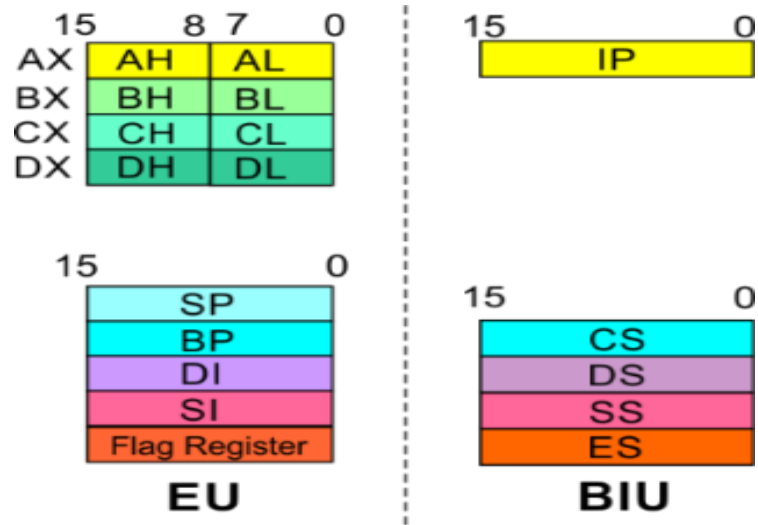 15 8 7 0
AX AH AL
BX BH BL
CX CH CL
DX DH DL
15 0
SP
BP
DI
SI
Flag Register
EU
15 0
IP
15 0
CS
DS
SS
ES
BIU